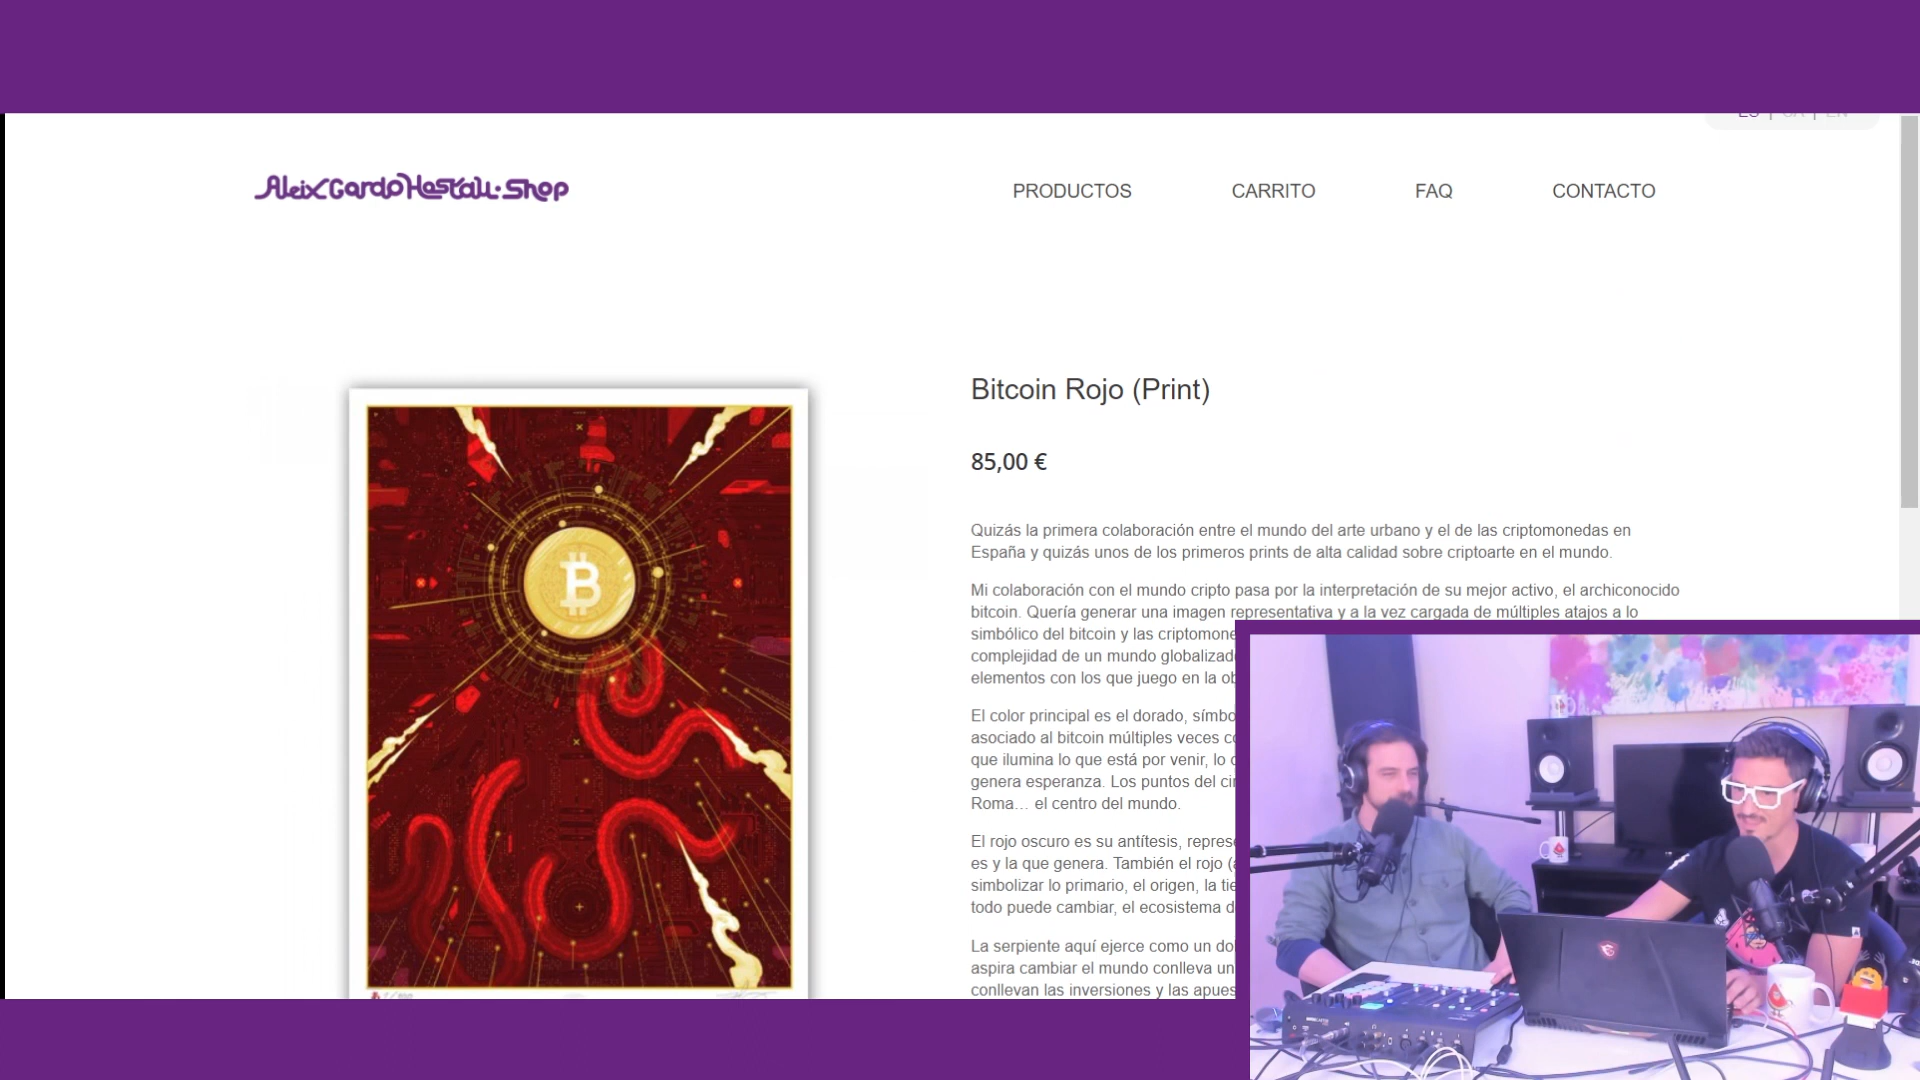 ES | CA | EN
AleixGordoHostau·Shop
PRODUCTOS
CARRITO
FAQ
CONTACTO
Bitcoin Rojo (Print)
85,00 €
Quizás la primera colaboración entre el mundo del arte urbano y el de las criptomonedas en
España y quizás unos de los primeros prints de alta calidad sobre criptoarte en el mundo.
Mi colaboración con el mundo cripto pasa por la interpretación de su mejor activo, el archiconocido
bitcoin. Quería generar una imagen representativa y a la vez cargada de múltiples atajos a lo
simbólico del bitcoin y las criptomone
complejidad de un mundo globalizad
elementos con los que juego en la ob
El color principal es el dorado, símbo
asociado al bitcoin múltiples veces c
que ilumina lo que está por venir, lo
genera esperanza. Los puntos del cir
Roma… el centro del mundo.
El rojo oscuro es su antítesis, represe
es y la que genera. También el rojo (
simbolizar lo primario, el origen, la tie
todo puede cambiar, el ecosistema d
La serpiente aquí ejerce como un dol
aspira cambiar el mundo conlleva un
conllevan las inversiones y las apues